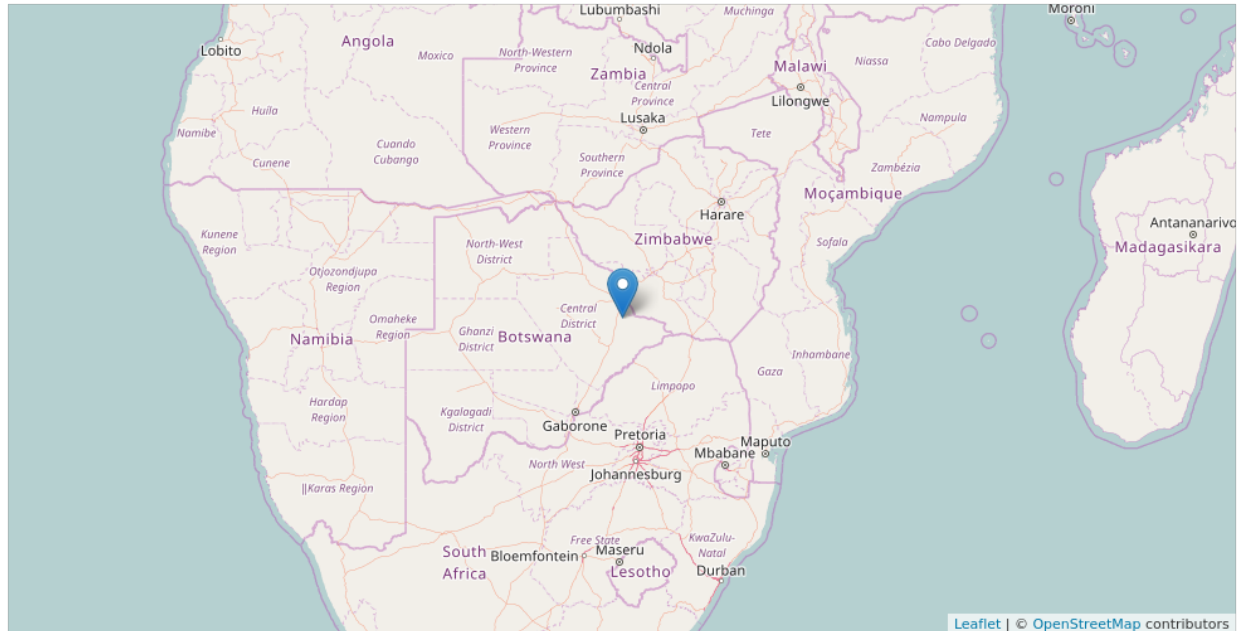 Lubumbashi
Muchinga
Moroni
Lobito
Angola
Moxico
North-Western
Province
Ndola
Zambia
Central
Province
Malawi
Niassa
Cabo Delgado
Lilongwe
Huíla
Namibe
Cunene
Cuando
Cubango
Western
Province
Lusaka
Southern
Province
Tete
Nampula
Zambézia
Moçambique
Harare
Zimbabwe
Sofala
Antananarivo
Madagasikara
Kunene
Region
North-West
District
Otjozondjupa
Region
Omaheke
Region
Namibia
Ghanzi
District
Central
District
Botswana
Inhambane
Gaza
Limpopo
Hardap
Region
Kgalagadi
District
Gaborone
Pretoria
Maputo
Mbabane
North West
Johannesburg
||Karas Region
South
Africa
Bloemfontein
Free State
Maseru
Lesotho
KwaZulu-
Natal
Durban
Leaflet | © OpenStreetMap contributors